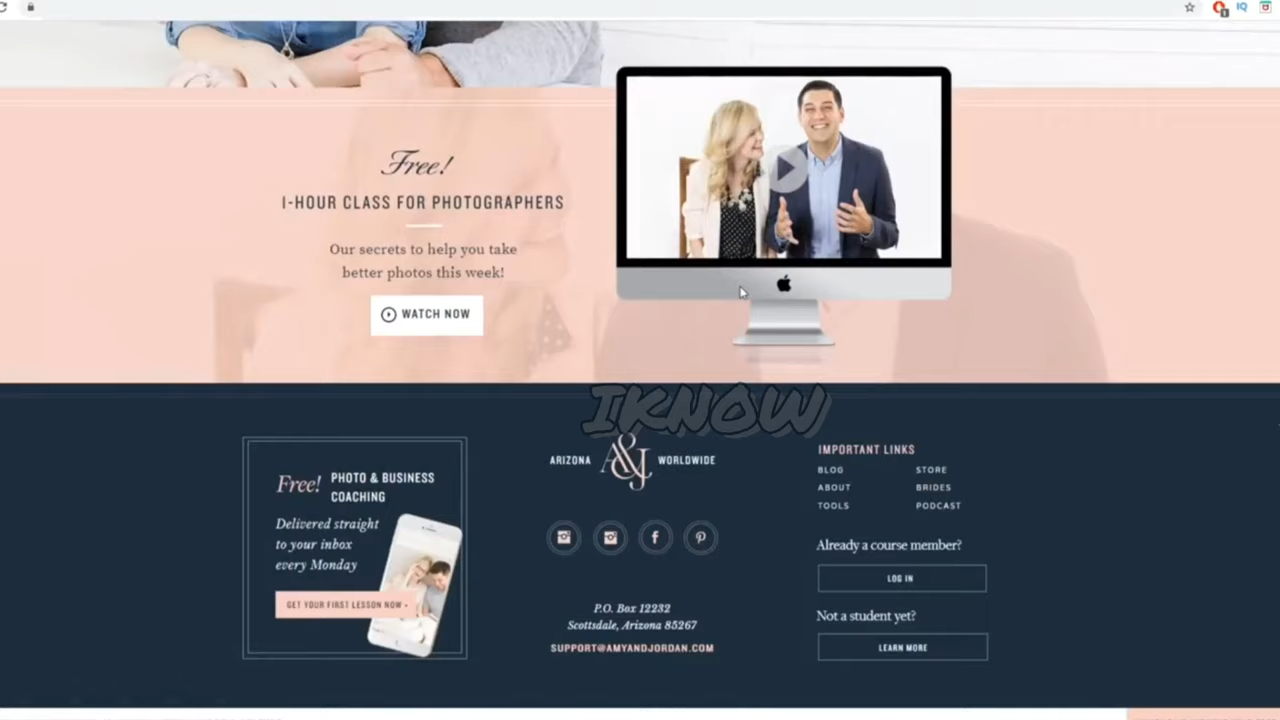 Free!
1-HOUR CLASS FOR PHOTOGRAPHERS
Our secrets to help you take
better photos this week!
WATCH NOW
IKNOW
Free! PHOTO & BUSINESS
COACHING
Delivered straight
to your inbox
every Monday
GET YOUR FIRST LESSON NOW »
ARIZONA A&J WORLDWIDE
P.O. Box 12232
Scottsdale, Arizona 85267
SUPPORT@AMYANDJORDAN.COM
IMPORTANT LINKS
BLOG STORE
ABOUT BRIDES
TOOLS PODCAST
Already a course member?
LOG IN
Not a student yet?
LEARN MORE